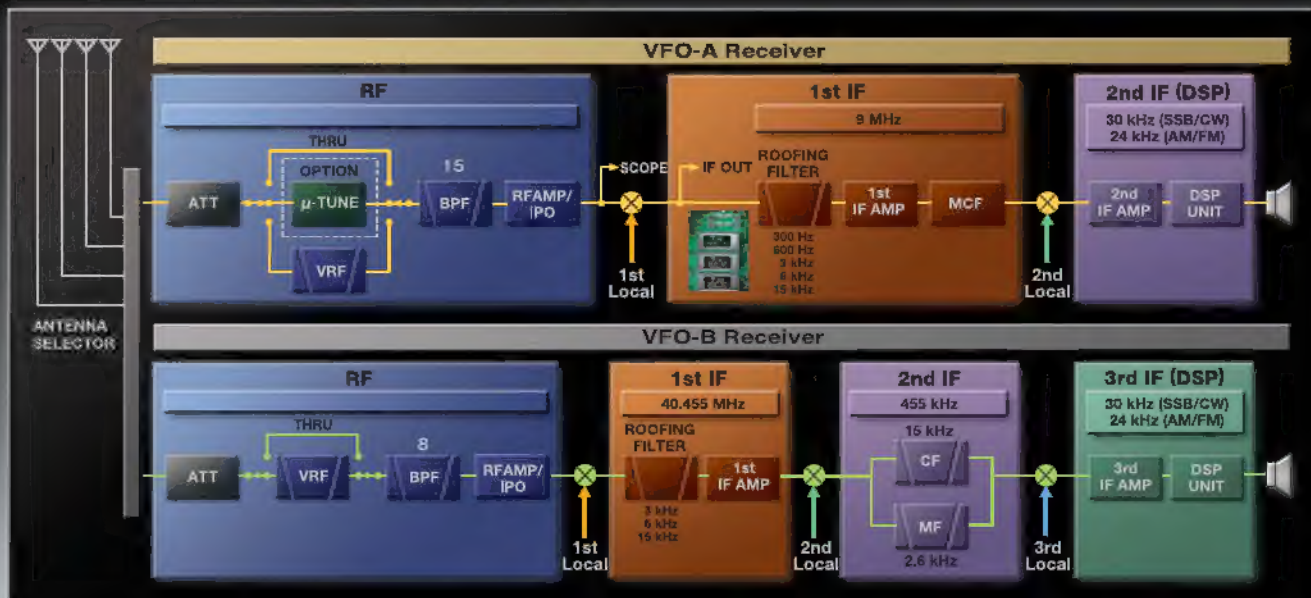 VFO-A Receiver
RF
THRU
OPTION
ATT
µ-TUNE
VRF
15
BPF
RFAMP/
IPO
SCOPE
1st
Local
IF OUT
1st IF
9 MHz
ROOFING
FILTER
300 Hz
600 Hz
3 kHz
6 kHz
15 kHz
1st
IF AMP
MCF
2nd
Local
2nd IF (DSP)
30 kHz (SSB/CW)
24 kHz (AM/FM)
2nd
IF AMP
DSP
UNIT
ANTENNA
SELECTOR
VFO-B Receiver
RF
THRU
ATT
VRF
8
BPF
RFAMP/
IPO
1st
Local
1st IF
40.455 MHz
ROOFING
FILTER
3 kHz
6 kHz
15 kHz
1st
IF AMP
2nd
Local
2nd IF
455 kHz
15 kHz
CF
MF
2.6 kHz
3rd
Local
3rd IF (DSP)
30 kHz (SSB/CW)
24 kHz (AM/FM)
3rd
IF AMP
DSP
UNIT